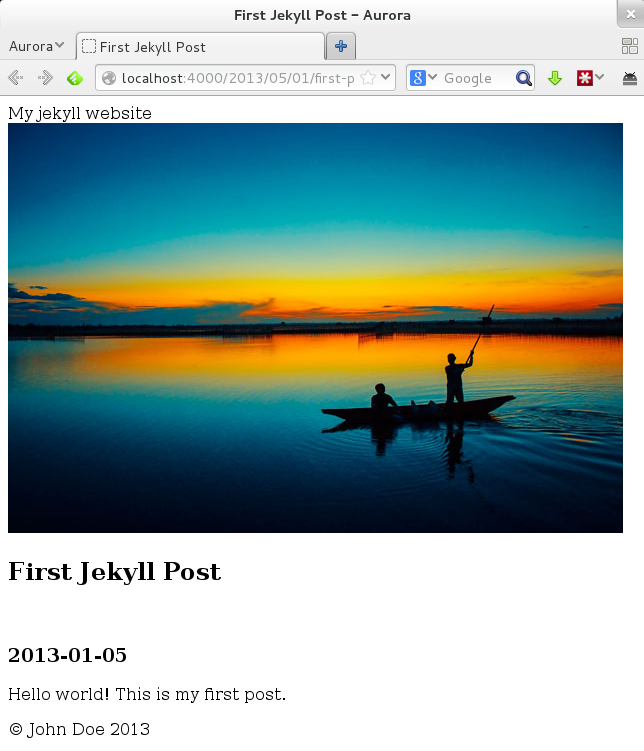 First Jekyll Post - Aurora
Aurora
First Jekyll Post
localhost:4000/2013/05/01/first-p
Google
My jekyll website
First Jekyll Post
2013-01-05
Hello world! This is my first post.
© John Doe 2013